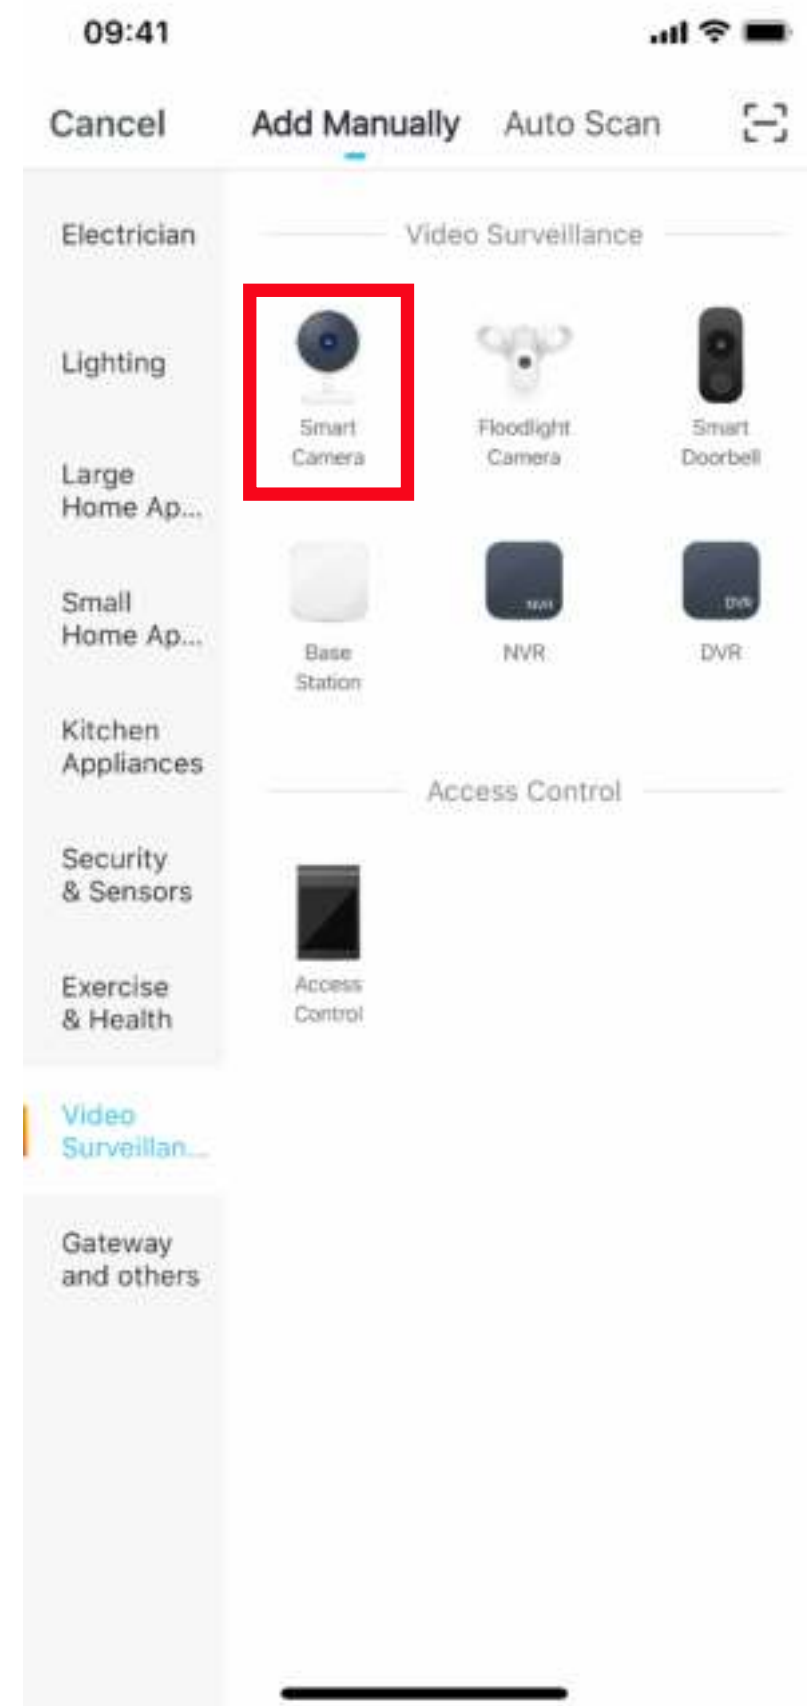 09:41
Cancel
Add Manually
Auto Scan
Electrician
Lighting
Large
Home Ap...
Small
Home Ap...
Kitchen
Appliances
Security
& Sensors
Exercise
& Health
Video
Surveillan...
Gateway
and others
Video Surveillance
Smart
Camera
Floodlight
Camera
Smart
Doorbell
Base
Station
NVR
NVR
DVR
DVR
Access Control
Access
Control